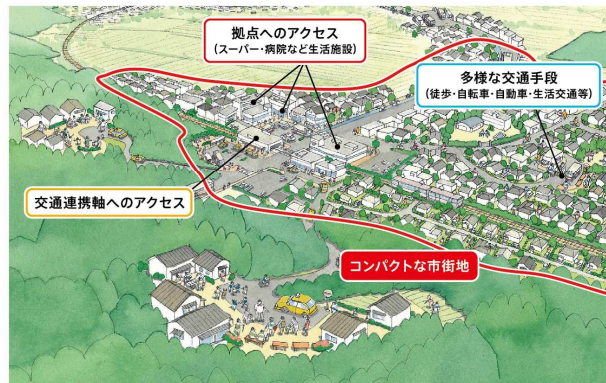 拠点へのアクセス
(スーパー・病院など生活施設)
多様な交通手段
(徒歩・自転車・自動車・生活交通等)
交通連携軸へのアクセス
コンパクトな市街地